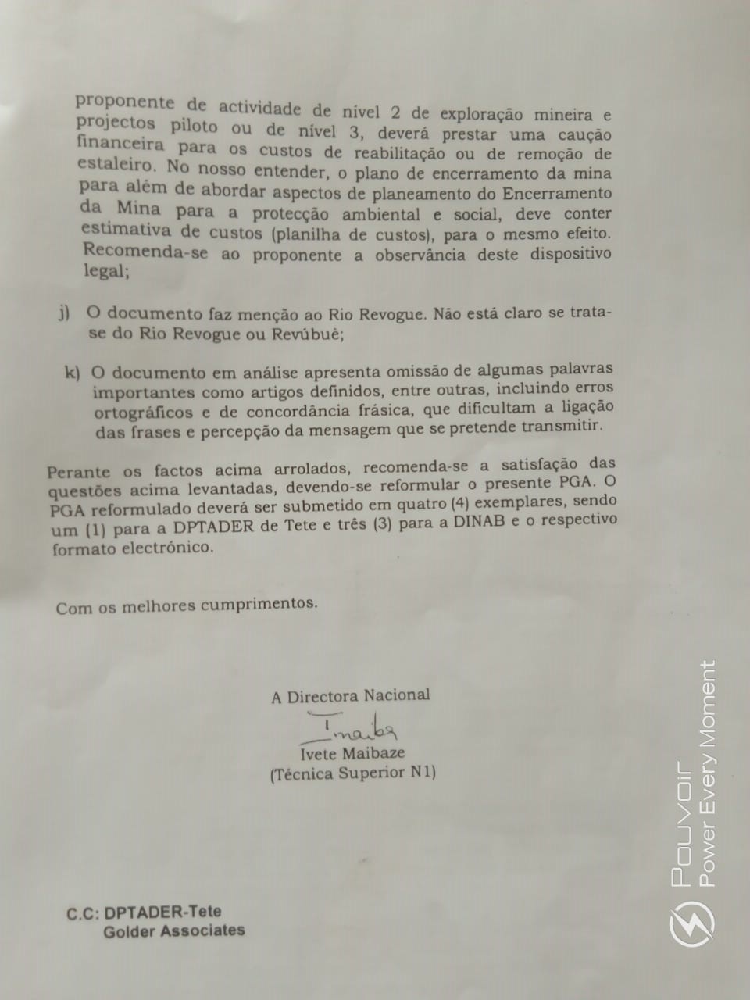 proponente de actividade de nível 2 de exploração mineira e
projectos piloto ou de nível 3, deverá prestar uma caução
financeira para os custos de reabilitação ou de remoção de
estaleiro. No nosso entender, o plano de encerramento da mina
para além de abordar aspectos de planeamento do Encerramento
da Mina para a protecção ambiental e social, deve conter
estimativa de custos (planilha de custos), para o mesmo efeito.
Recomenda-se ao proponente a observância deste dispositivo
legal;
j) O documento faz menção ao Rio Revogue. Não está claro se trata-
se do Rio Revogue ou Revúbuè;
k) O documento em análise apresenta omissão de algumas palavras
importantes como artigos definidos, entre outras, incluindo erros
ortográficos e de concordância frásica, que dificultam a ligação
das frases e percepção da mensagem que se pretende transmitir.
Perante os factos acima arrolados, recomenda-se a satisfação das
questões acima levantadas, devendo-se reformular o presente PGA. O
PGA reformulado deverá ser submetido em quatro (4) exemplares, sendo
um (1) para a DPTADER de Tete e três (3) para a DINAB e o respectivo
formato electrónico.
Com os melhores cumprimentos.
A Directora Nacional
Imaibaze
Ivete Maibaze
(Técnica Superior N1)
C.C: DPTADER-Tete
Golder Associates
Pouvoir
Power Every Moment